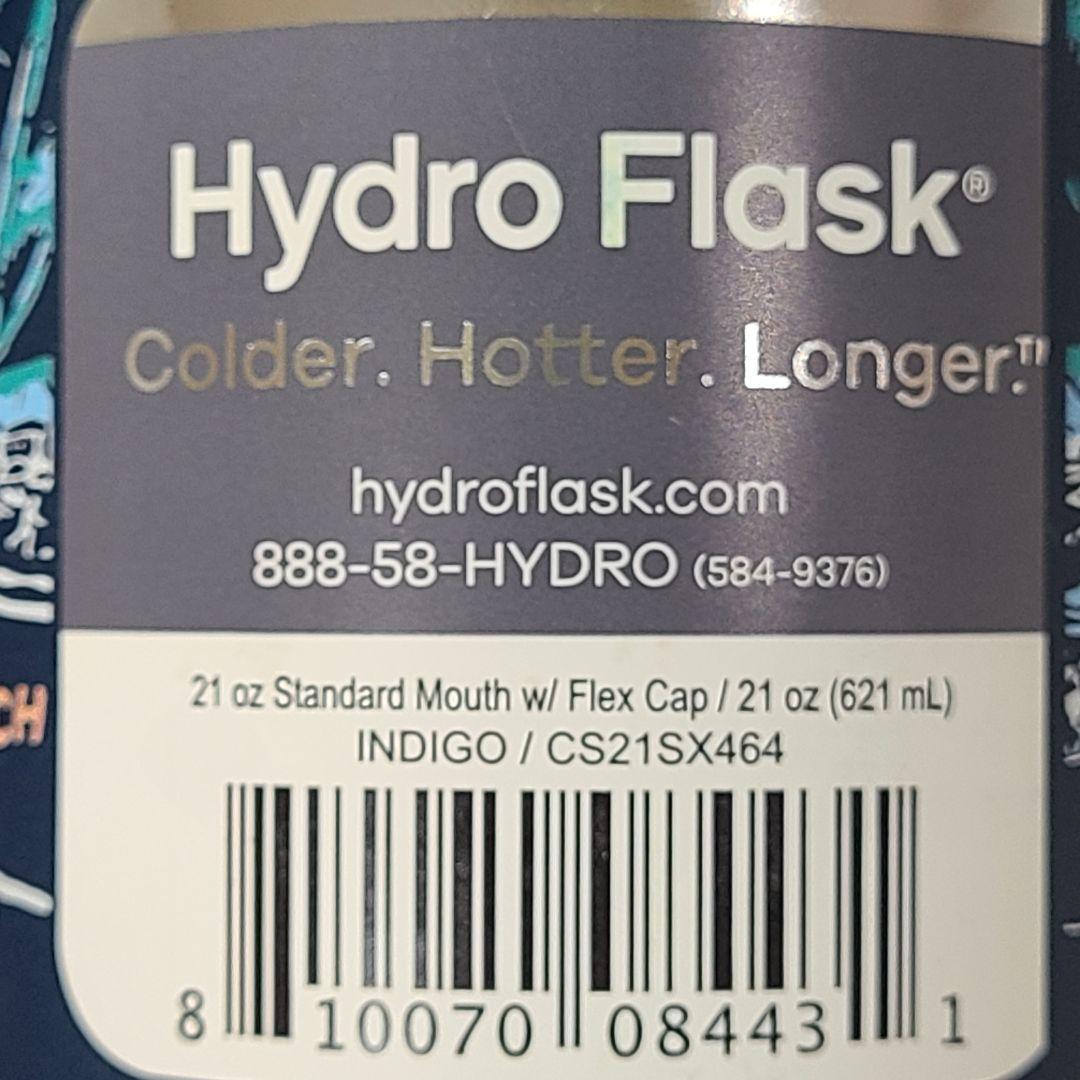 Hydro Flask®
Colder. Hotter. Longer.™
hydroflask.com
888-58-HYDRO (584-9376)
21 oz Standard Mouth w/ Flex Cap / 21 oz (621 mL)
INDIGO / CS21SX464
8 10070 08443 1
CH